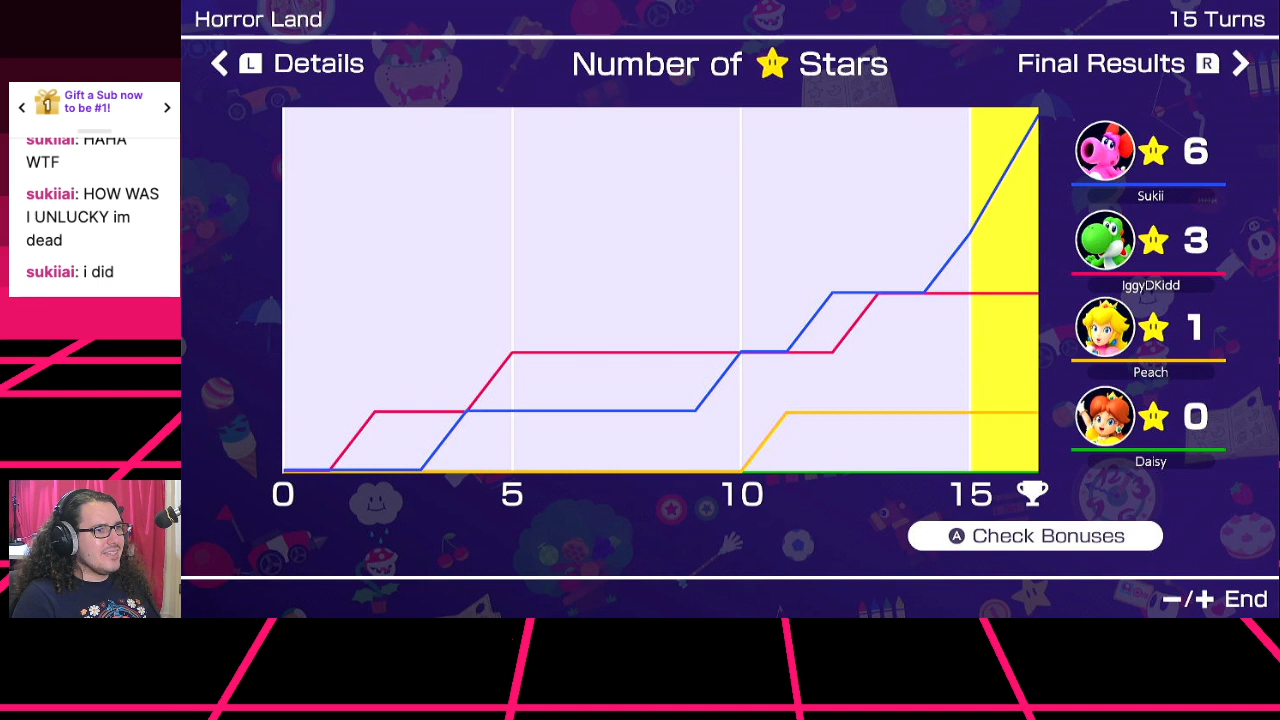 Horror Land
15 Turns
L Details
Number of Stars
Final Results R
1
Gift a Sub now
to be #1!
sukiiai: HAHA
WTF
sukiiai: HOW WAS
I UNLUCKY im
dead
sukiiai: i did
6
Sukii
3
IggyDKidd
1
Peach
0
Daisy
0 5 10 15
A Check Bonuses
−/+ End